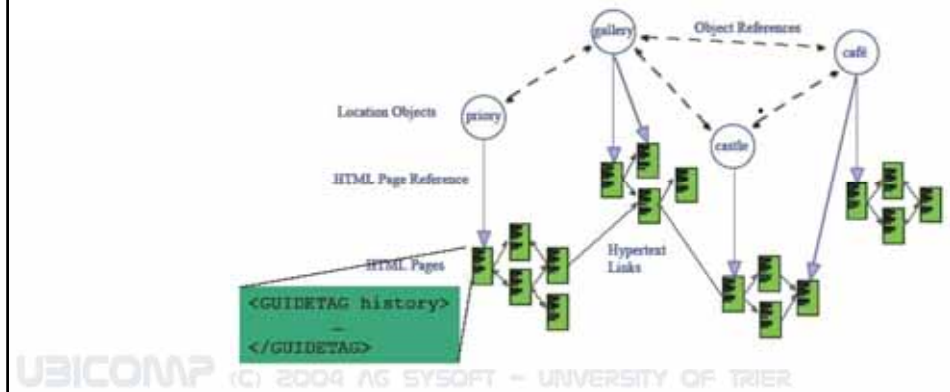 gallery
Object References
café
Location Objects
priory
castle
HTML Page Reference
HTML Pages
Hypertext
Links
<GUIDETAG history>
…
</GUIDETAG>
UBICOMP (C) 2004 AG SYSOFT - UNIVERSITY OF TRIER